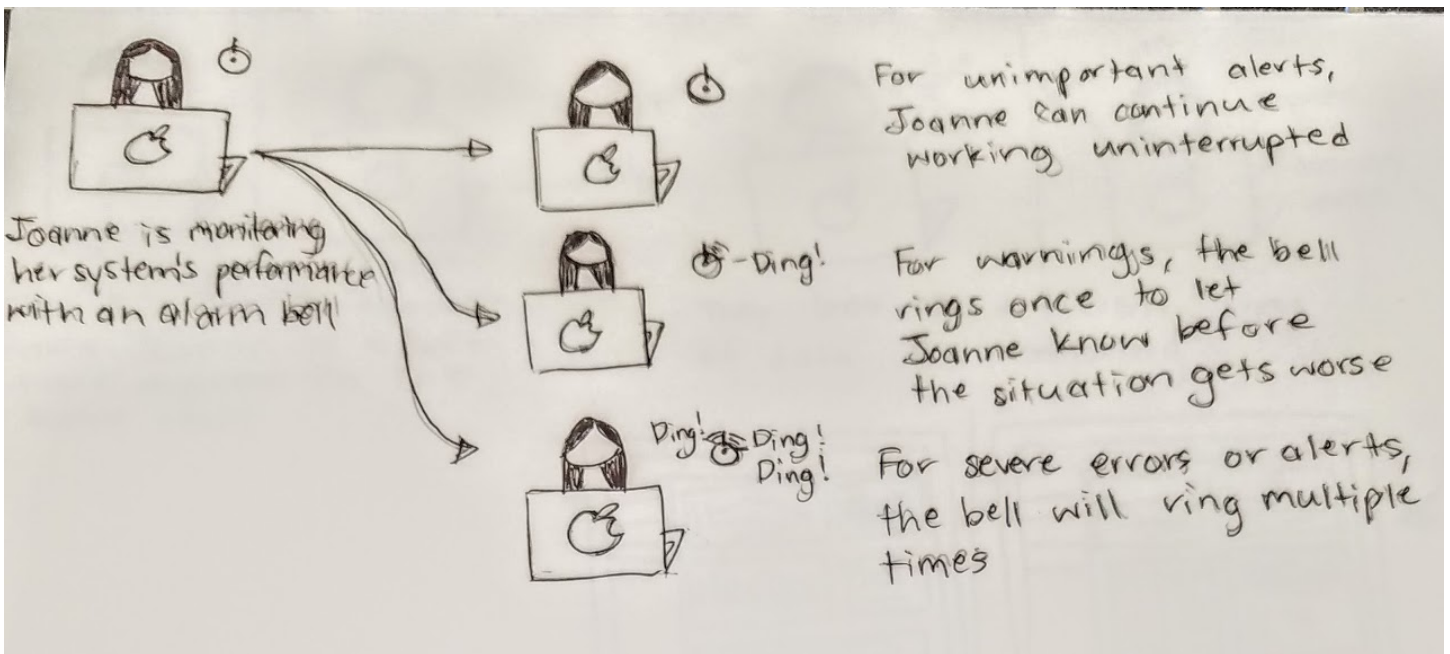 Joanne is monitoring
her system's performance
with an alarm bell
For unimportant alerts,
Joanne can continue
working uninterrupted
-Ding!
For warnings, the bell
rings once to let
Joanne know before
the situation gets worse
Ding! Ding!
Ding!
For severe errors or alerts,
the bell will ring multiple
times